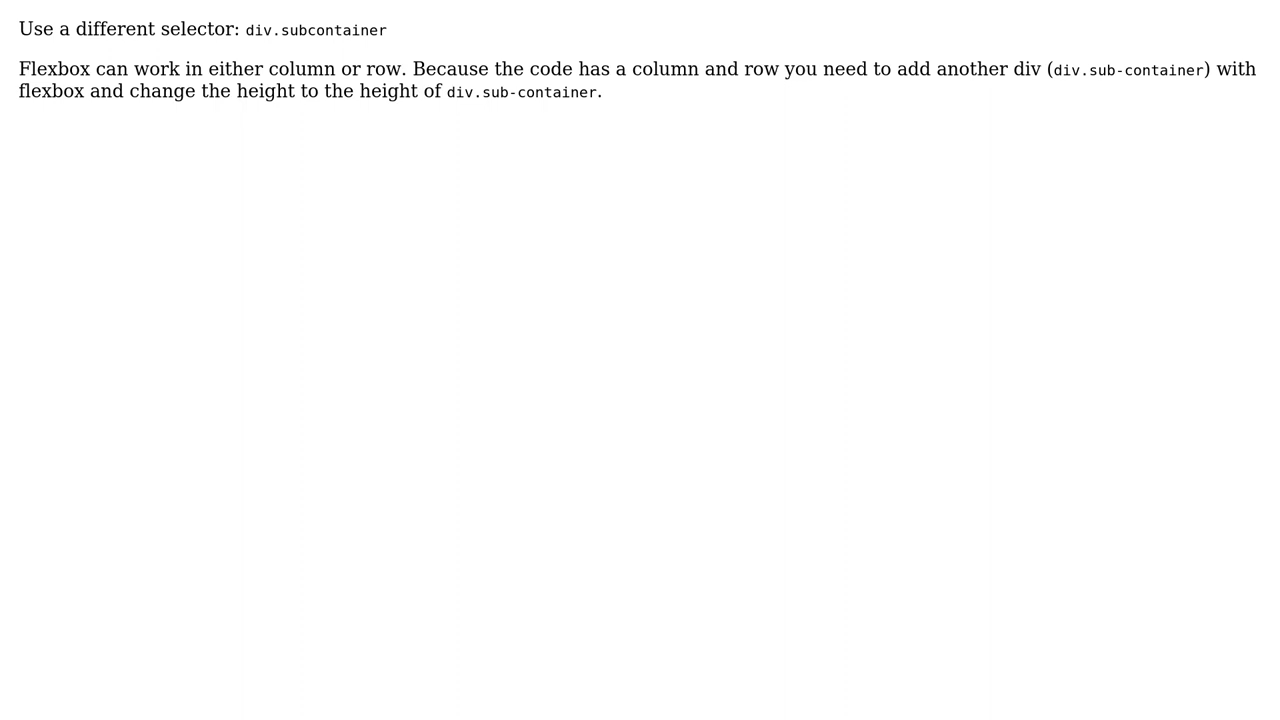 Use a different selector: div.subcontainer
Flexbox can work in either column or row. Because the code has a column and row you need to add another div (div.sub-container) with
flexbox and change the height to the height of div.sub-container.